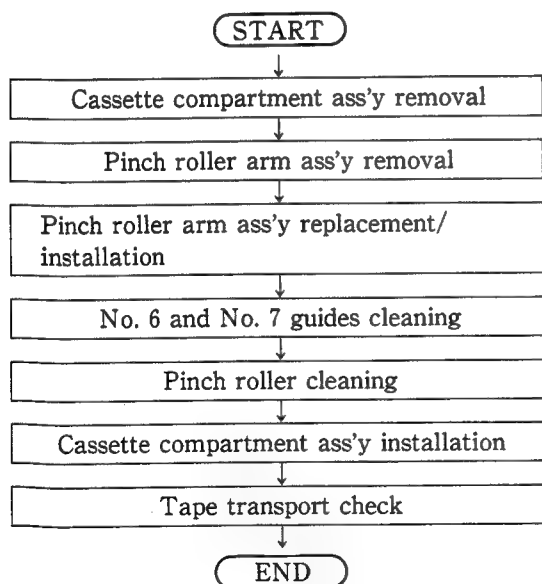 START
Cassette compartment ass'y removal
Pinch roller arm ass'y removal
Pinch roller arm ass'y replacement/
installation
No. 6 and No. 7 guides cleaning
Pinch roller cleaning
Cassette compartment ass'y installation
Tape transport check
END